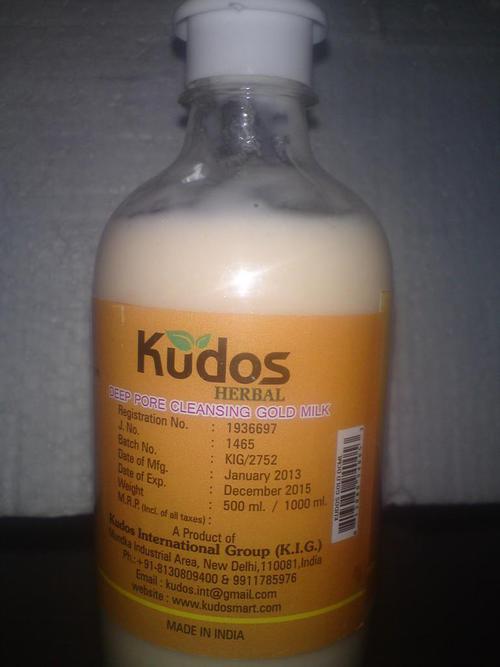 Kudos
HERBAL
DEEP PORE CLEANSING GOLD MILK
Registration No. : 1936697
J. No. : 1465
Batch No. : KIG/2752
Date of Mfg. : January 2013
Date of Exp. : December 2015
Weight : 500 ml. / 1000 ml.
M.R.P. (Incl. of all taxes) :
A Product of
Kudos International Group (K.I.G.)
Mundka Industrial Area, New Delhi,110081,India
Ph.:+91-8130809400 & 9911785976
Email : kudos.int@gmail.com
website : www.kudosmart.com
MADE IN INDIA